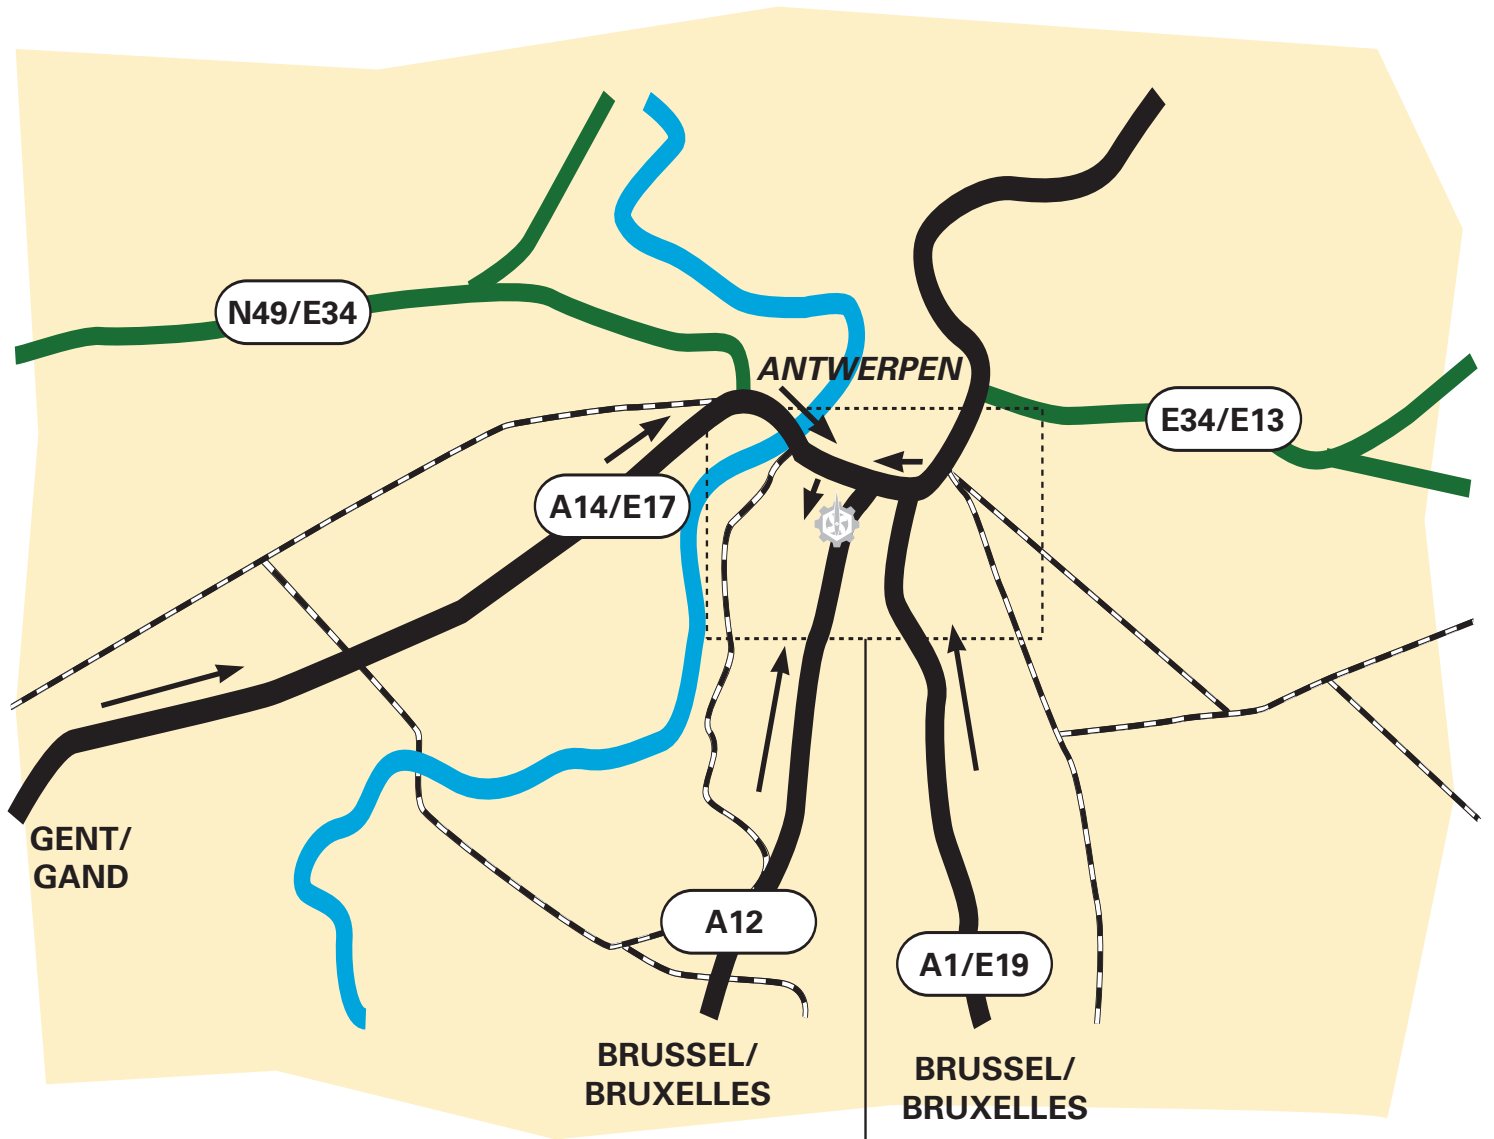 N49/E34
ANTWERPEN
E34/E13
A14/E17
GENT/
GAND
A12
A1/E19
BRUSSEL/
BRUXELLES
BRUSSEL/
BRUXELLES